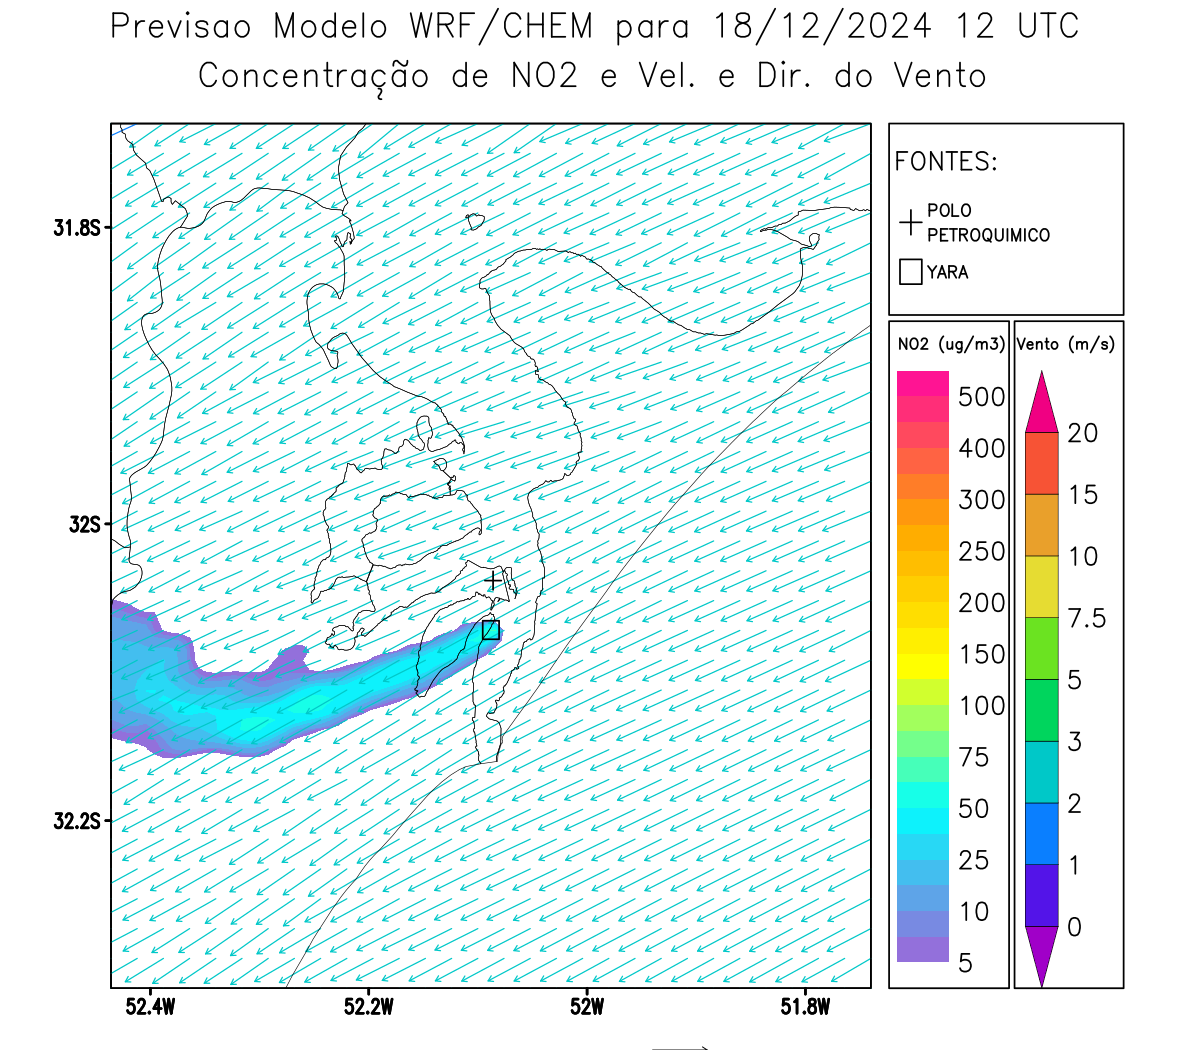 Previsao Modelo WRF/CHEM para 18/12/2024 12 UTC
Concentração de NO2 e Vel. e Dir. do Vento
FONTES:
POLO
PETROQUIMICO
YARA
NO2 (ug/m3)
500
400
300
250
200
150
100
75
50
25
10
5
Vento (m/s)
20
15
10
7.5
5
3
2
1
0
31.8S
32S
32.2S
52.4W
52.2W
52W
51.8W